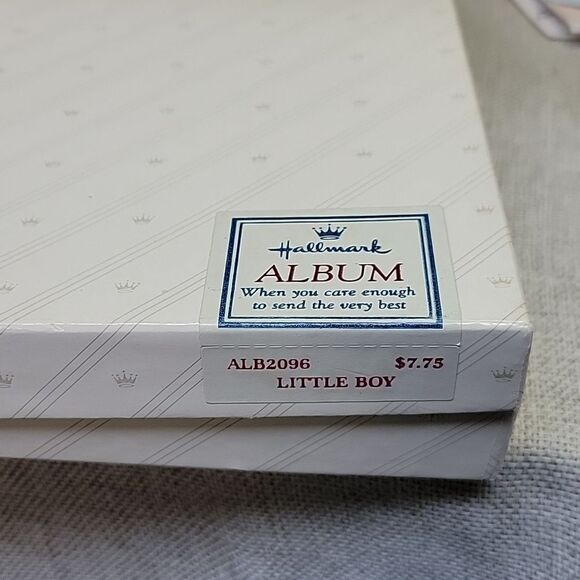 Hallmark
ALBUM
When you care enough
to send the very best
ALB2096 $7.75
LITTLE BOY